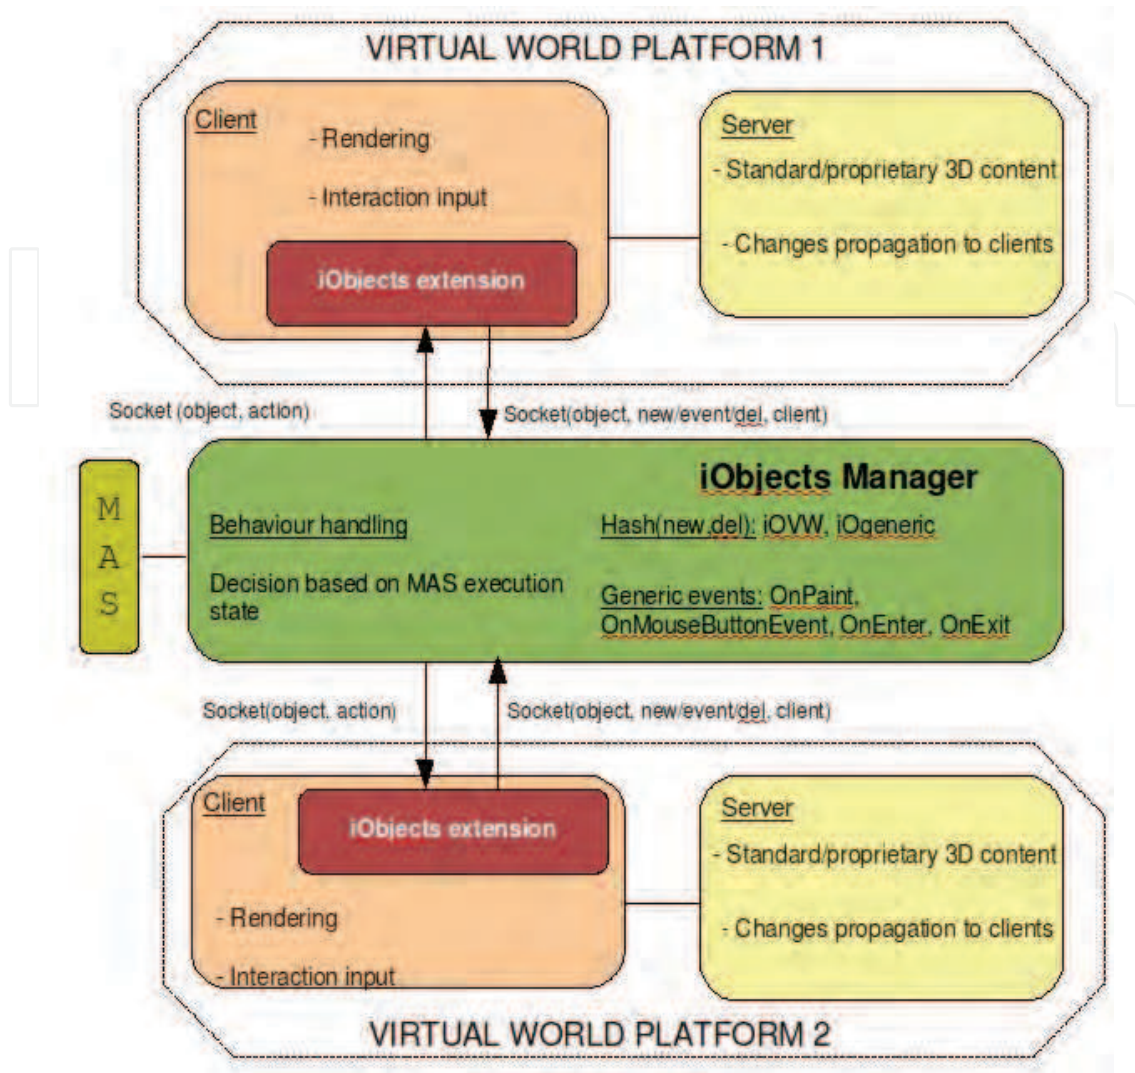 VIRTUAL WORLD PLATFORM 1
Client
- Rendering
- Interaction input
iObjects extension
Server
- Standard/proprietary 3D content
- Changes propagation to clients
Socket (object, action)
Socket(object, new/event/del, client)
M
A
S
iObjects Manager
Behaviour handling
Decision based on MAS execution
state
Hash(new,del): iOVW, iOgeneric
Generic events: OnPaint,
OnMouseButtonEvent, OnEnter, OnExit
Socket(object, action)
Socket(object, new/event/del, client)
Client
iObjects extension
- Rendering
- Interaction input
Server
- Standard/proprietary 3D content
- Changes propagation to clients
VIRTUAL WORLD PLATFORM 2